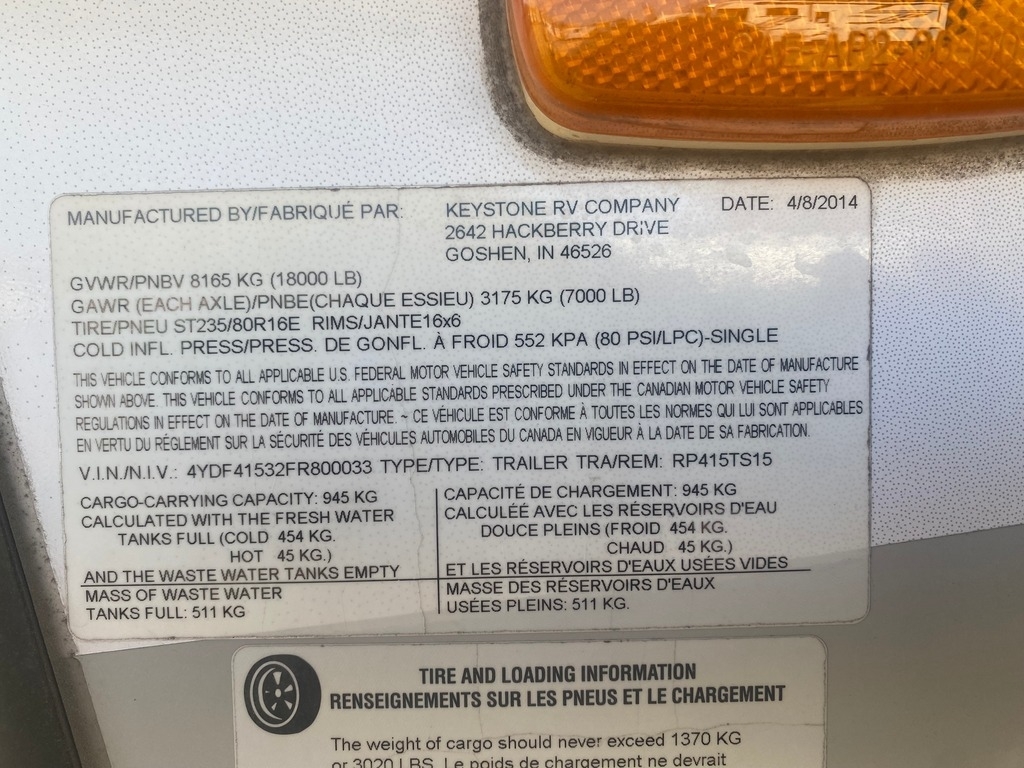 SAE-AP2
MANUFACTURED BY/FABRIQUÉ PAR: KEYSTONE RV COMPANY DATE: 4/8/2014
2642 HACKBERRY DRIVE
GOSHEN, IN 46526
GVWR/PNBV 8165 KG (18000 LB)
GAWR (EACH AXLE)/PNBE(CHAQUE ESSIEU) 3175 KG (7000 LB)
TIRE/PNEU ST235/80R16E RIMS/JANTE16x6
COLD INFL. PRESS/PRESS. DE GONFL. À FROID 552 KPA (80 PSI/LPC)-SINGLE
THIS VEHICLE CONFORMS TO ALL APPLICABLE U.S. FEDERAL MOTOR VEHICLE SAFETY STANDARDS IN EFFECT ON THE DATE OF MANUFACTURE
SHOWN ABOVE. THIS VEHICLE CONFORMS TO ALL APPLICABLE STANDARDS PRESCRIBED UNDER THE CANADIAN MOTOR VEHICLE SAFETY
REGULATIONS IN EFFECT ON THE DATE OF MANUFACTURE. ~ CE VÉHICULE EST CONFORME À TOUTES LES NORMES QUI LUI SONT APPLICABLES
EN VERTU DU RÉGLEMENT SUR LA SÉCURITÉ DES VÉHICULES AUTOMOBILES DU CANADA EN VIGUEUR À LA DATE DE SA FABRICATION.
V.I.N./N.I.V.: 4YDF41532FR800033 TYPE/TYPE: TRAILER TRA/REM: RP415TS15
CARGO-CARRYING CAPACITY: 945 KG
CALCULATED WITH THE FRESH WATER
TANKS FULL (COLD 454 KG.
HOT 45 KG.)
AND THE WASTE WATER TANKS EMPTY
MASS OF WASTE WATER
TANKS FULL: 511 KG
CAPACITÉ DE CHARGEMENT: 945 KG
CALCULÉE AVEC LES RÉSERVOIRS D'EAU
DOUCE PLEINS (FROID 454 KG.
CHAUD 45 KG.)
ET LES RÉSERVOIRS D'EAUX USÉES VIDES
MASSE DES RÉSERVOIRS D'EAUX
USÉES PLEINS: 511 KG.
TIRE AND LOADING INFORMATION
RENSEIGNEMENTS SUR LES PNEUS ET LE CHARGEMENT
The weight of cargo should never exceed 1370 KG
or 3020 LBS. Le poids de chargement ne devrait